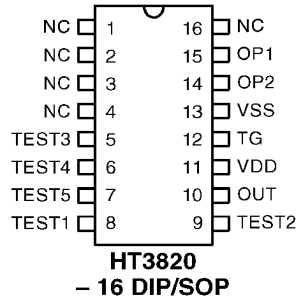 NC 1 16 NC
NC 2 15 OP1
NC 3 14 OP2
NC 4 13 VSS
TEST3 5 12 TG
TEST4 6 11 VDD
TEST5 7 10 OUT
TEST1 8 9 TEST2
HT3820
– 16 DIP/SOP